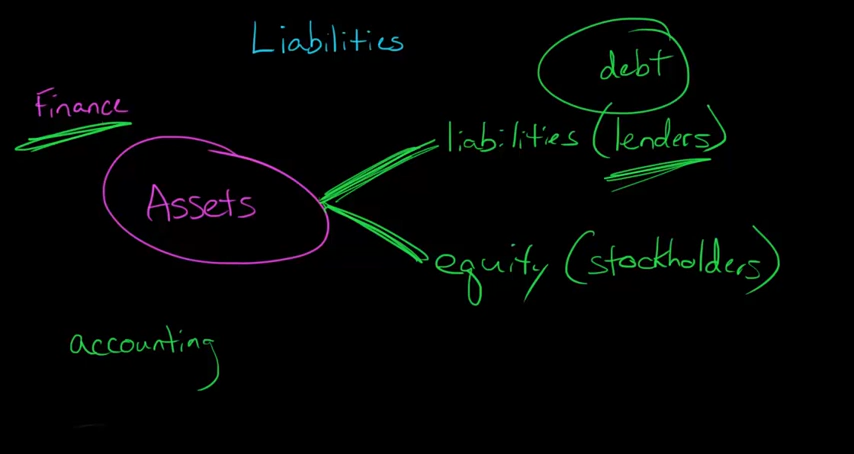 Liabilities
debt
Finance
liabilities (lenders)
Assets
equity (stockholders)
accounting